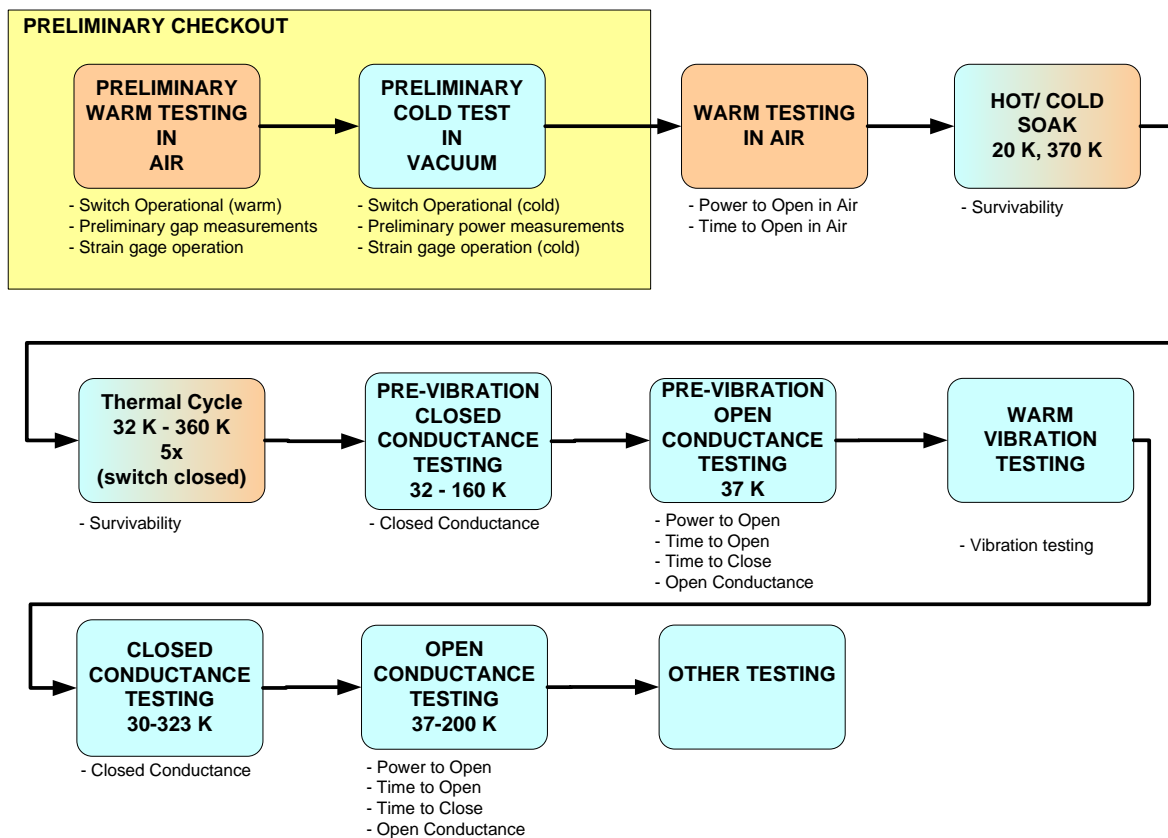 PRELIMINARY CHECKOUT
PRELIMINARY
WARM TESTING
IN
AIR
- Switch Operational (warm)
- Preliminary gap measurements
- Strain gage operation
PRELIMINARY
COLD TEST
IN
VACUUM
- Switch Operational (cold)
- Preliminary power measurements
- Strain gage operation (cold)
WARM TESTING
IN AIR
- Power to Open in Air
- Time to Open in Air
HOT/ COLD
SOAK
20 K, 370 K
- Survivability
Thermal Cycle
32 K - 360 K
5x
(switch closed)
- Survivability
PRE-VIBRATION
CLOSED
CONDUCTANCE
TESTING
32 - 160 K
- Closed Conductance
PRE-VIBRATION
OPEN
CONDUCTANCE
TESTING
37 K
- Power to Open
- Time to Open
- Time to Close
- Open Conductance
WARM
VIBRATION
TESTING
- Vibration testing
CLOSED
CONDUCTANCE
TESTING
30-323 K
- Closed Conductance
OPEN
CONDUCTANCE
TESTING
37-200 K
- Power to Open
- Time to Open
- Time to Close
- Open Conductance
OTHER TESTING